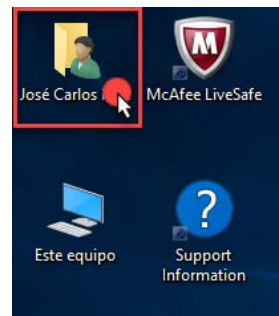 José Carlos
McAfee LiveSafe
Este equipo
Support
Information